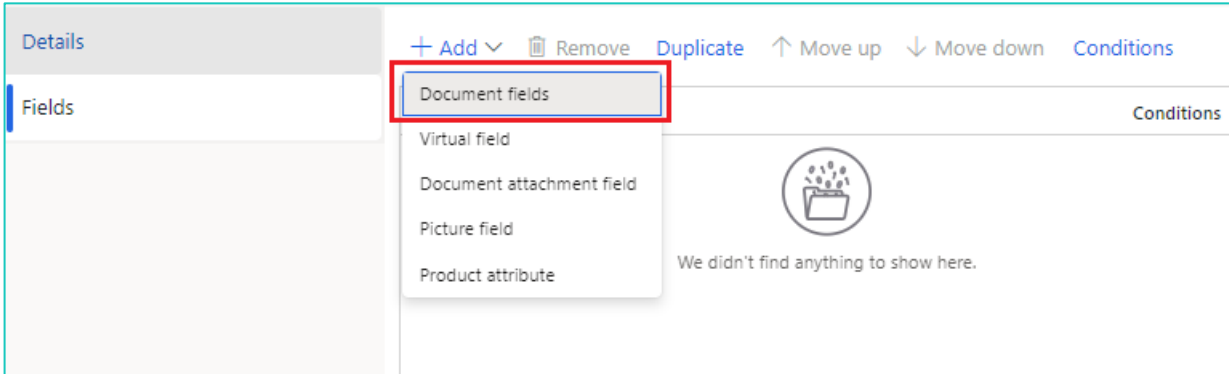 Details
Fields
Add Remove Duplicate Move up Move down Conditions
Document fields
Virtual field
Document attachment field
Picture field
Product attribute
Conditions
We didn't find anything to show here.